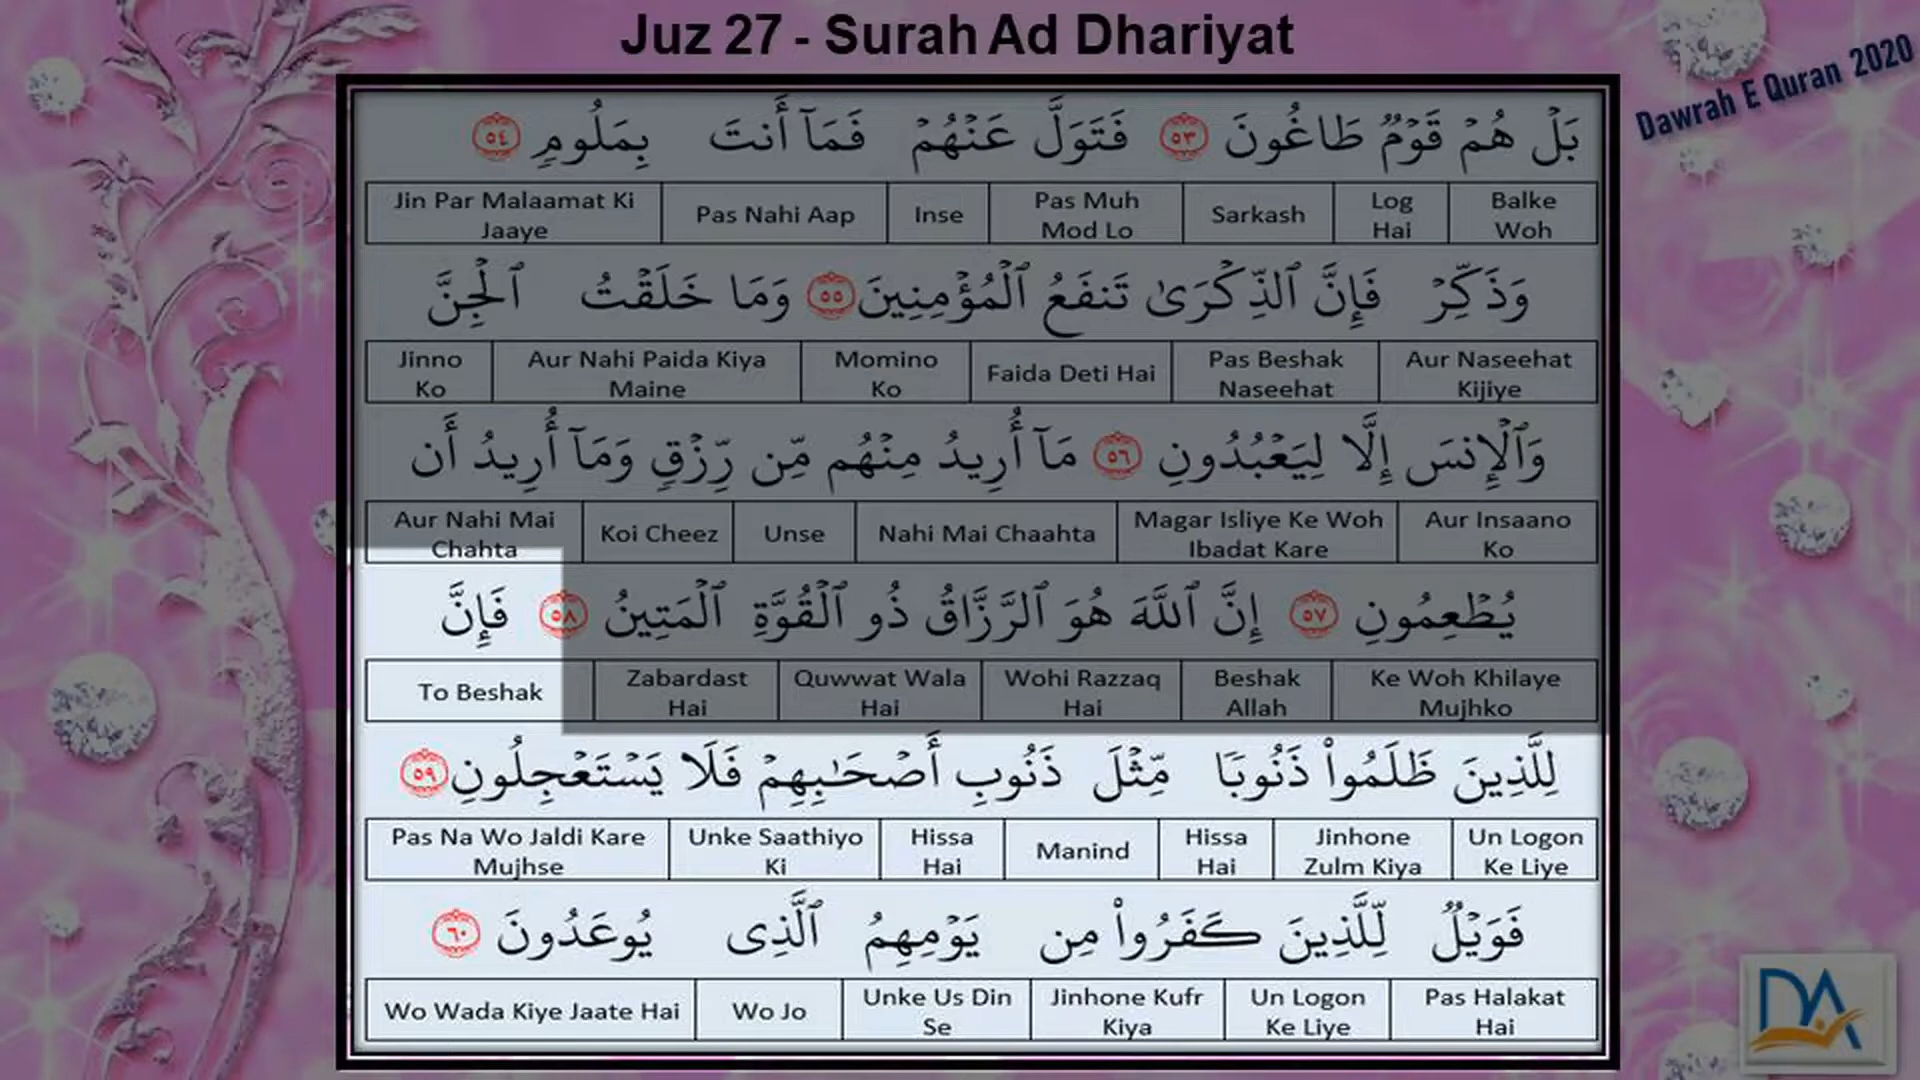 Juz 27 - Surah Ad Dhariyat
Dawrah E Quran 2020
بَلْ هُمْ قَوْمٌ طَاغُونَ ٥٣ فَتَوَلَّ عَنْهُمْ فَمَآ أَنتَ بِمَلُومٍ ٥٤
Jin Par Malaamat Ki Jaaye | Pas Nahi Aap | Inse | Pas Muh Mod Lo | Sarkash | Log Hai | Balke Woh
وَذَكِّرْ فَإِنَّ ٱلذِّكْرَىٰ تَنفَعُ ٱلْمُؤْمِنِينَ ٥٥ وَمَا خَلَقْتُ ٱلْجِنَّ
Jinno Ko | Aur Nahi Paida Kiya Maine | Momino Ko | Faida Deti Hai | Pas Beshak Naseehat | Aur Naseehat Kijiye
وَٱلْإِنسَ إِلَّا لِيَعْبُدُونِ ٥٦ مَآ أُرِيدُ مِنْهُم مِّن رِّزْقٍ وَمَآ أُرِيدُ أَن
Aur Nahi Mai Chahta | Koi Cheez | Unse | Nahi Mai Chaahta | Magar Isliye Ke Woh Ibadat Kare | Aur Insaano Ko
يُطْعِمُونِ ٥٧ إِنَّ ٱللَّهَ هُوَ ٱلرَّزَّاقُ ذُو ٱلْقُوَّةِ ٱلْمَتِينُ ٥٨ فَإِنَّ
To Beshak | Zabardast Hai | Quwwat Wala Hai | Wohi Razzaq Hai | Beshak Allah | Ke Woh Khilaye Mujhko
لِلَّذِينَ ظَلَمُوا۟ ذَنُوبًا مِّثْلَ ذَنُوبِ أَصْحَـٰبِهِمْ فَلَا يَسْتَعْجِلُونِ ٥٩
Pas Na Wo Jaldi Kare Mujhse | Unke Saathiyo Ki | Hissa Hai | Manind | Hissa Hai | Jinhone Zulm Kiya | Un Logon Ke Liye
فَوَيْلٌ لِّلَّذِينَ كَفَرُوا۟ مِن يَوْمِهِمُ ٱلَّذِى يُوعَدُونَ ٦٠
Wo Wada Kiye Jaate Hai | Wo Jo | Unke Us Din Se | Jinhone Kufr Kiya | Un Logon Ke Liye | Pas Halakat Hai
DA